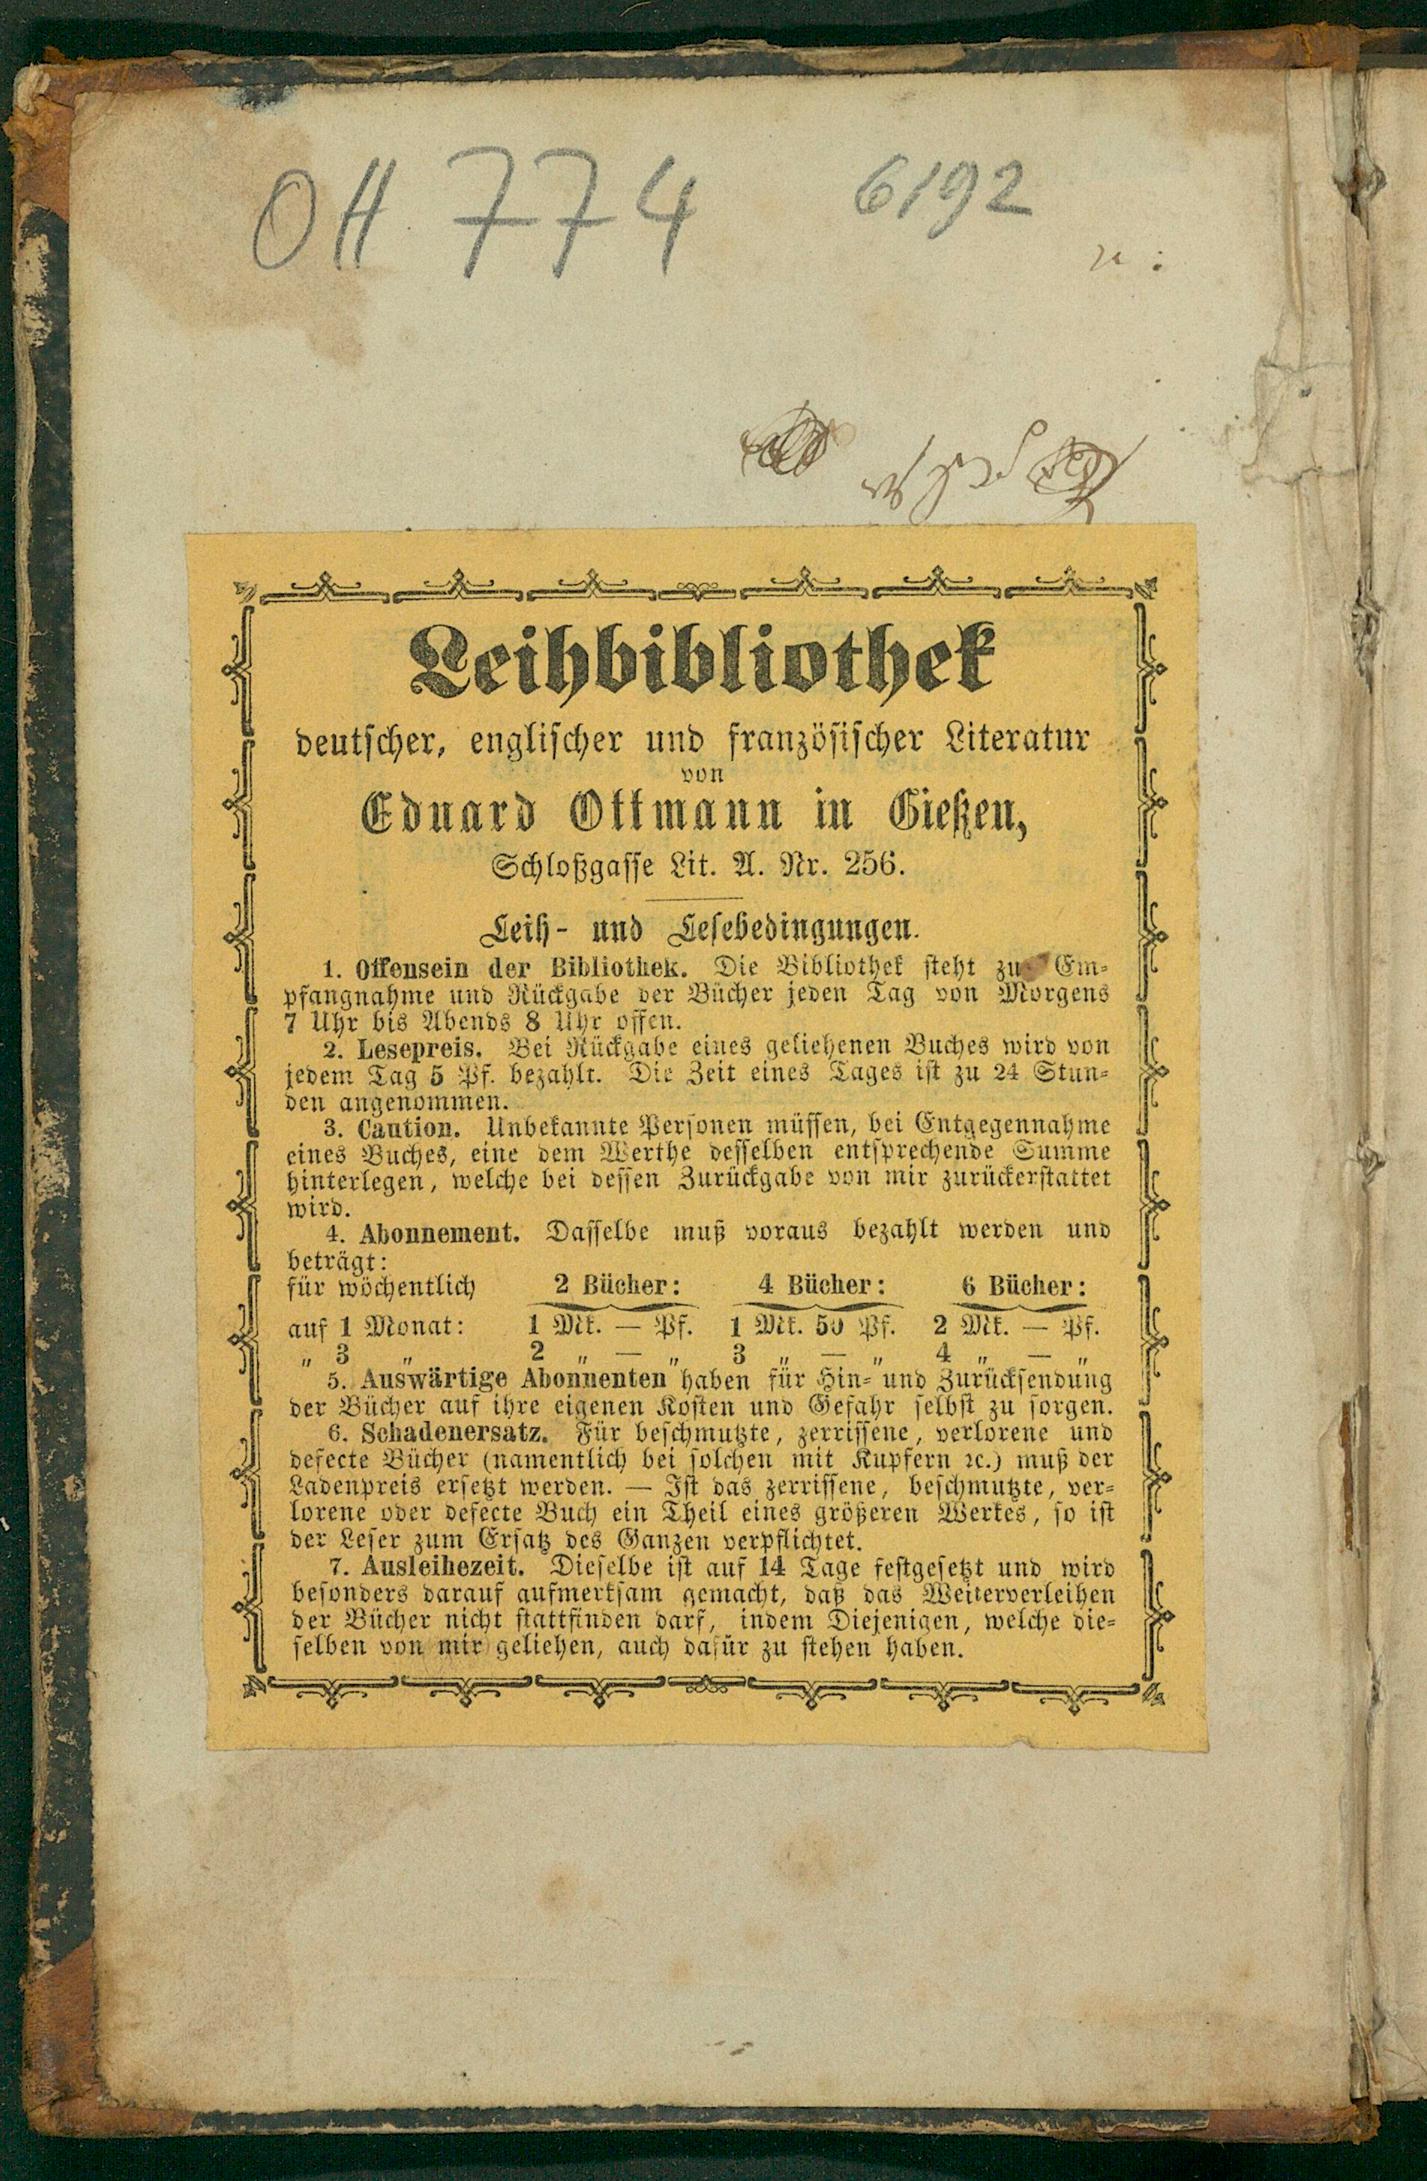 OH 774 6192
Leihbibliothek
deutscher, englischer und französischer Literatur
von
Eduard Ottmann in Gießen,
Schloßgasse Lit. A. Nr. 256.
Leih- und Lesebedingungen.
1. Offensein der Bibliothek. Die Bibliothek steht zu Em-
pfangnahme und Rückgabe der Bücher jeden Tag von Morgens
7 Uhr bis Abends 8 Uhr offen.
2. Lesepreis. Bei Rückgabe eines geliehenen Buches wird von
jedem Tag 5 Pf. bezahlt. Die Zeit eines Tages ist zu 24 Stun-
den angenommen.
3. Caution. Unbekannte Personen müssen, bei Entgegennahme
eines Buches, eine dem Werthe desselben entsprechende Summe
hinterlegen, welche bei dessen Zurückgabe von mir zurückerstattet
wird.
4. Abonnement. Dasselbe muß voraus bezahlt werden und
beträgt:
für wöchentlich 2 Bücher: 4 Bücher: 6 Bücher:
auf 1 Monat: 1 Mk. — Pf. 1 Mk. 50 Pf. 2 Mk. — Pf.
„ 3 „ 2 „ — „ 3 „ — „ 4 „ — „
5. Auswärtige Abonnenten haben für Hin- und Zurücksendung
der Bücher auf ihre eigenen Kosten und Gefahr selbst zu sorgen.
6. Schadenersatz. Für beschmutzte, zerrissene, verlorene und
defecte Bücher (namentlich bei solchen mit Kupfern ꝛc.) muß der
Ladenpreis ersetzt werden. — Ist das zerrissene, beschmutzte, ver-
lorene oder defecte Buch ein Theil eines größeren Werkes, so ist
der Leser zum Ersatz des Ganzen verpflichtet.
7. Ausleihezeit. Dieselbe ist auf 14 Tage festgesetzt und wird
besonders darauf aufmerksam gemacht, daß das Weiterverleihen
der Bücher nicht stattfinden darf, indem Diejenigen, welche die-
selben von mir geliehen, auch dafür zu stehen haben.